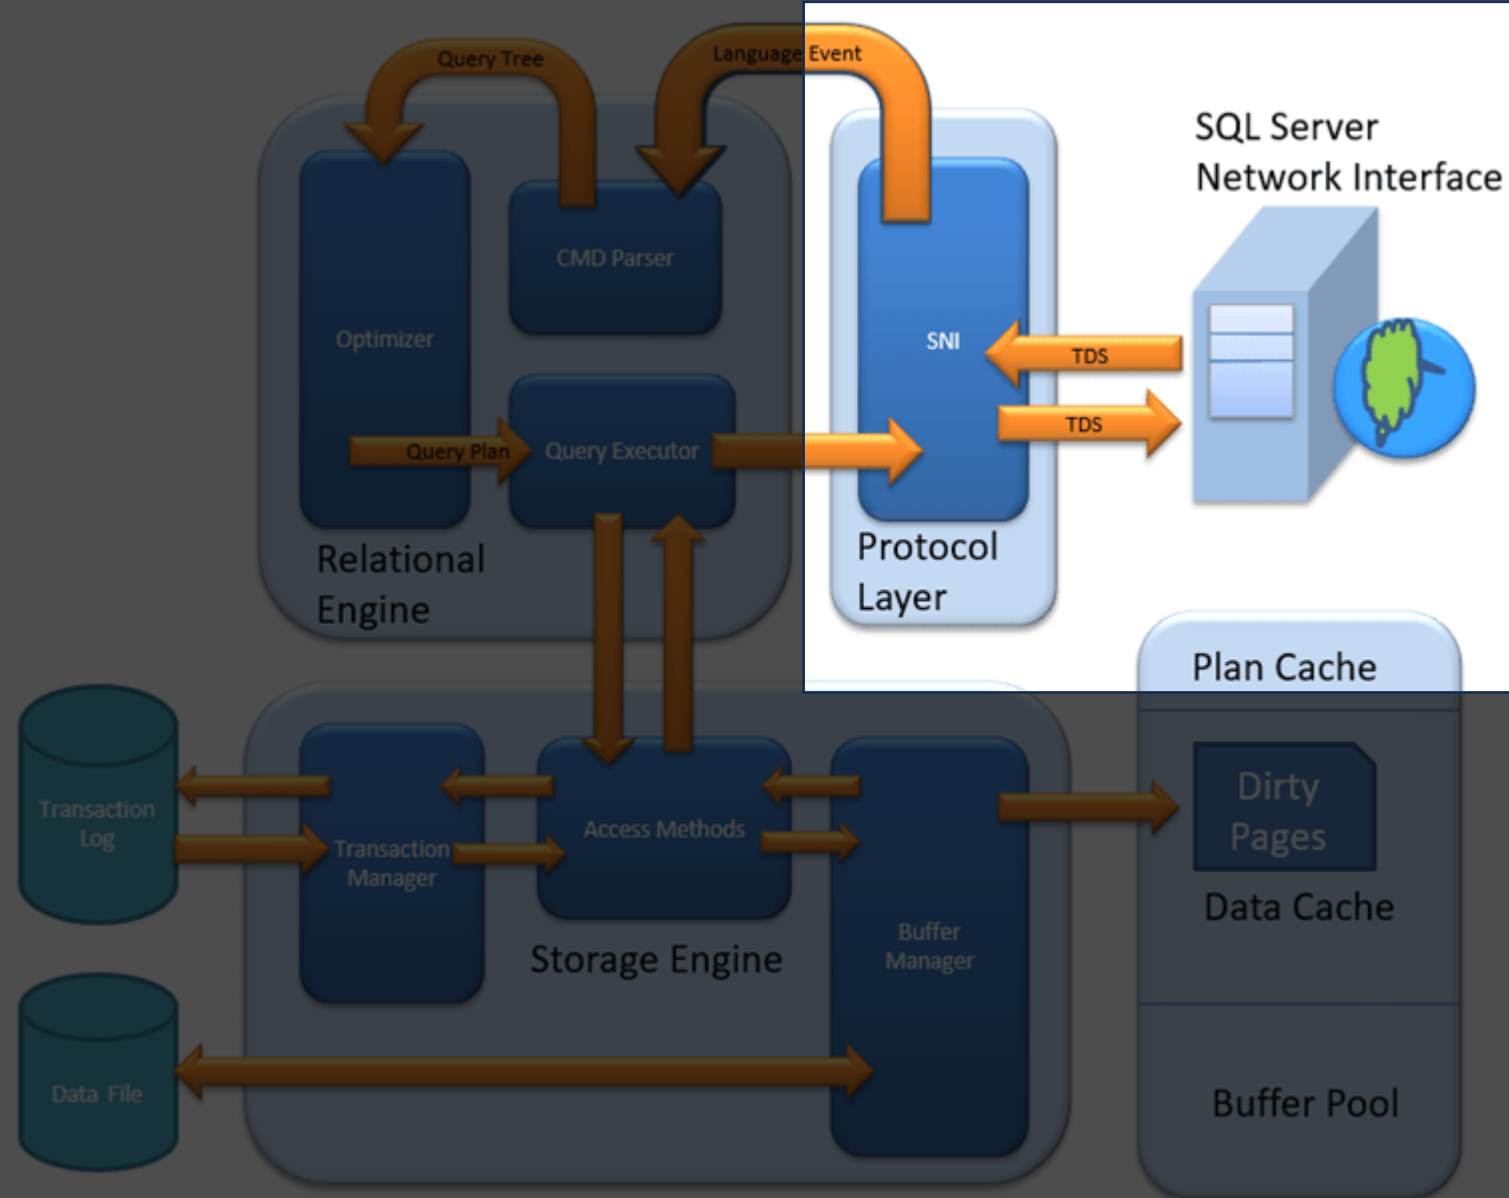 Query Tree
Language Event
SQL Server
Network Interface
CMD Parser
Optimizer
SNI
TDS
TDS
Query Plan
Query Executor
Relational
Engine
Protocol
Layer
Plan Cache
Transaction
Log
Transaction
Manager
Access Methods
Dirty
Pages
Data Cache
Buffer
Manager
Storage Engine
Data File
Buffer Pool